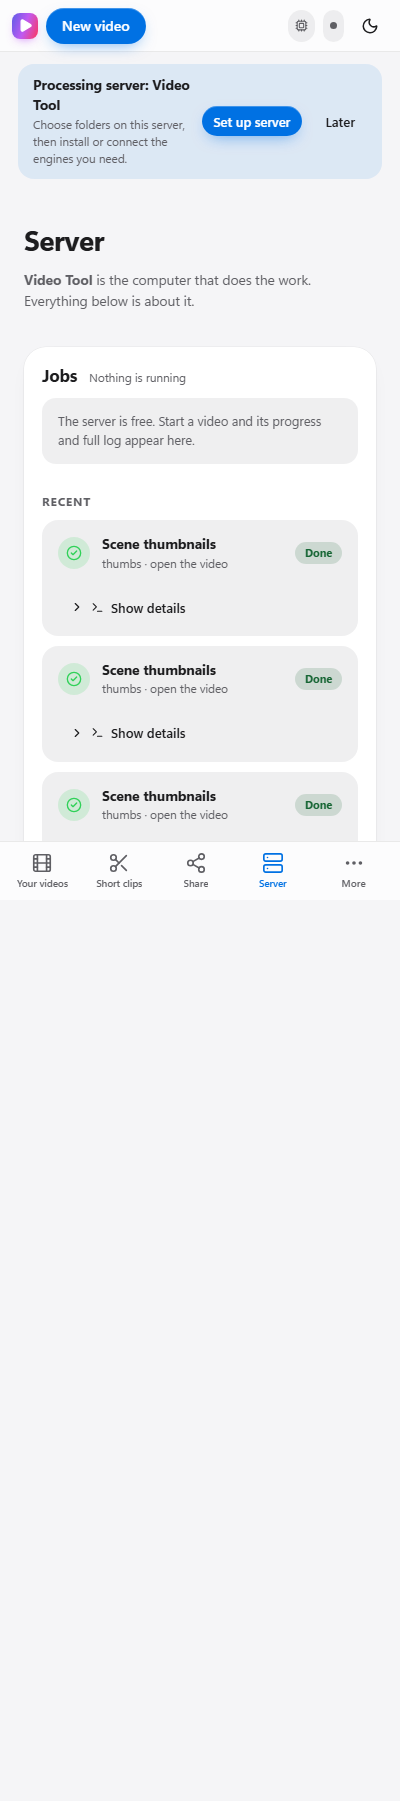 New video
Processing server: Video
Tool
Choose folders on this server,
then install or connect the
engines you need.
Set up server
Later
Server
Video Tool is the computer that does the work.
Everything below is about it.
Jobs
Nothing is running
The server is free. Start a video and its progress
and full log appear here.
RECENT
Scene thumbnails
thumbs · open the video
Done
Show details
Scene thumbnails
thumbs · open the video
Done
Show details
Scene thumbnails
thumbs · open the video
Done
Your videos
Short clips
Share
Server
More